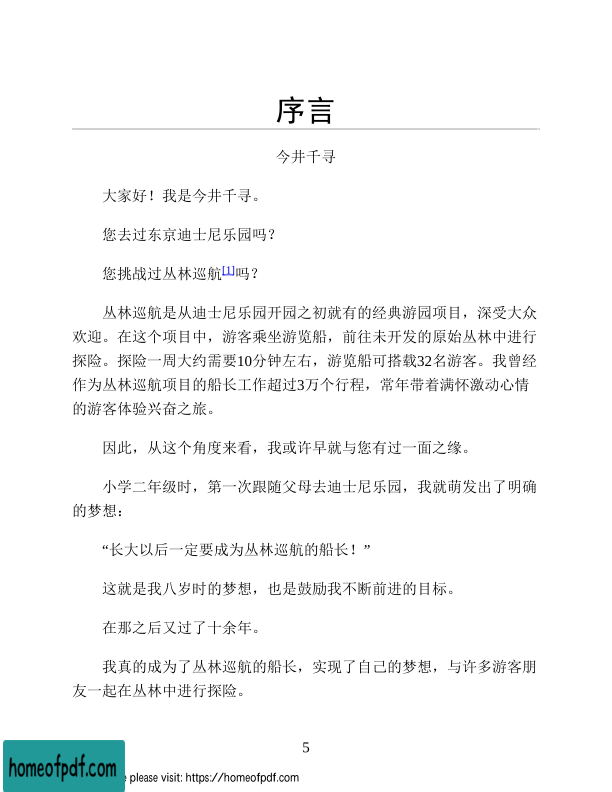 序言
今井千寻
大家好！我是今井千寻。
您去过东京迪士尼乐园吗？
您挑战过丛林巡航[1]吗？
丛林巡航是从迪士尼乐园开园之初就有的经典游园项目，深受大众
欢迎。在这个项目中，游客乘坐游览船，前往未开发的原始丛林中进行
探险。探险一周大约需要10分钟左右，游览船可搭载32名游客。我曾经
作为丛林巡航项目的船长工作超过3万个行程，常年带着满怀激动心情
的游客体验兴奋之旅。
因此，从这个角度来看，我或许早就与您有过一面之缘。
小学二年级时，第一次跟随父母去迪士尼乐园，我就萌发出了明确
的梦想：
“长大以后一定要成为丛林巡航的船长！”
这就是我八岁时的梦想，也是鼓励我不断前进的目标。
在那之后又过了十余年。
我真的成为了丛林巡航的船长，实现了自己的梦想，与许多游客朋
友一起在丛林中进行探险。
5
homeofpdf.com
e please visit: https://homeofpdf.com